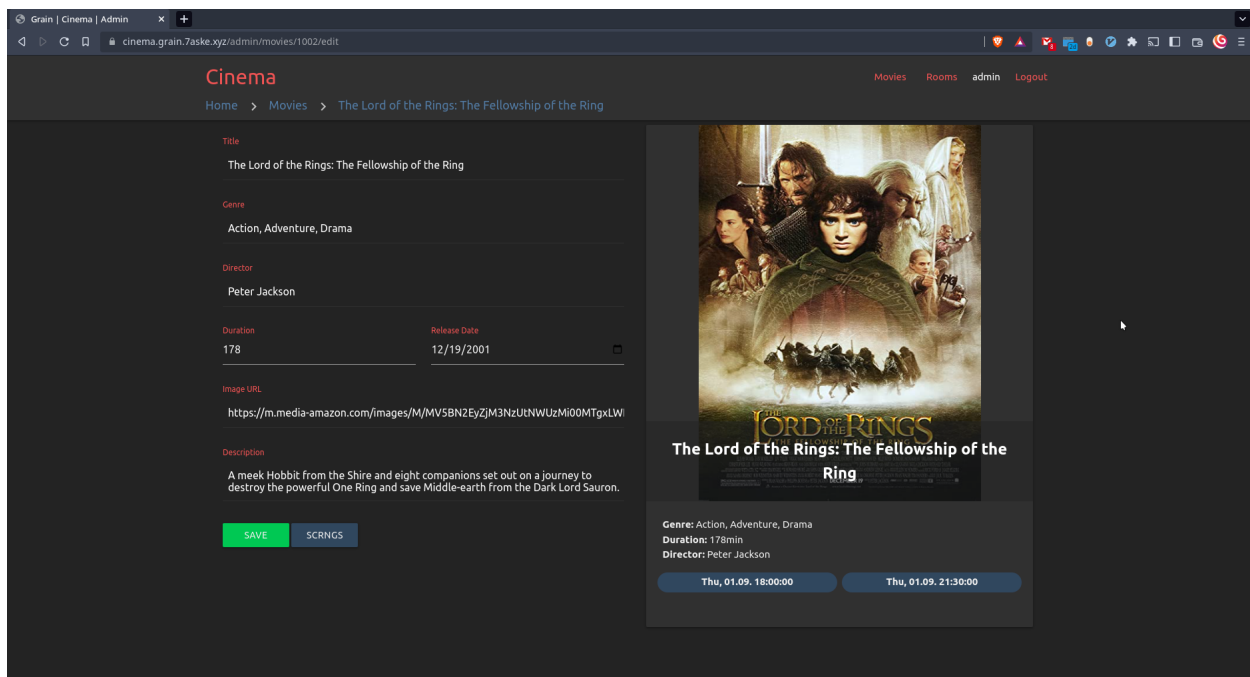 Grain | Cinema | Admin
cinema.grain.7aske.xyz/admin/movies/1002/edit
Cinema
Movies Rooms admin Logout
Home > Movies > The Lord of the Rings: The Fellowship of the Ring
Title
The Lord of the Rings: The Fellowship of the Ring
Genre
Action, Adventure, Drama
Director
Peter Jackson
Duration Release Date
178 12/19/2001
Image URL
https://m.media-amazon.com/images/M/MV5BN2EyZjM3NzUtNWUzMi00MTgxLWI
Description
A meek Hobbit from the Shire and eight companions set out on a journey to
destroy the powerful One Ring and save Middle-earth from the Dark Lord Sauron.
SAVE SCRNGS
THE
LORD OF THE RINGS
THE FELLOWSHIP OF THE RING
The Lord of the Rings: The Fellowship of the
Ring
Genre: Action, Adventure, Drama
Duration: 178min
Director: Peter Jackson
Thu, 01.09. 18:00:00 Thu, 01.09. 21:30:00